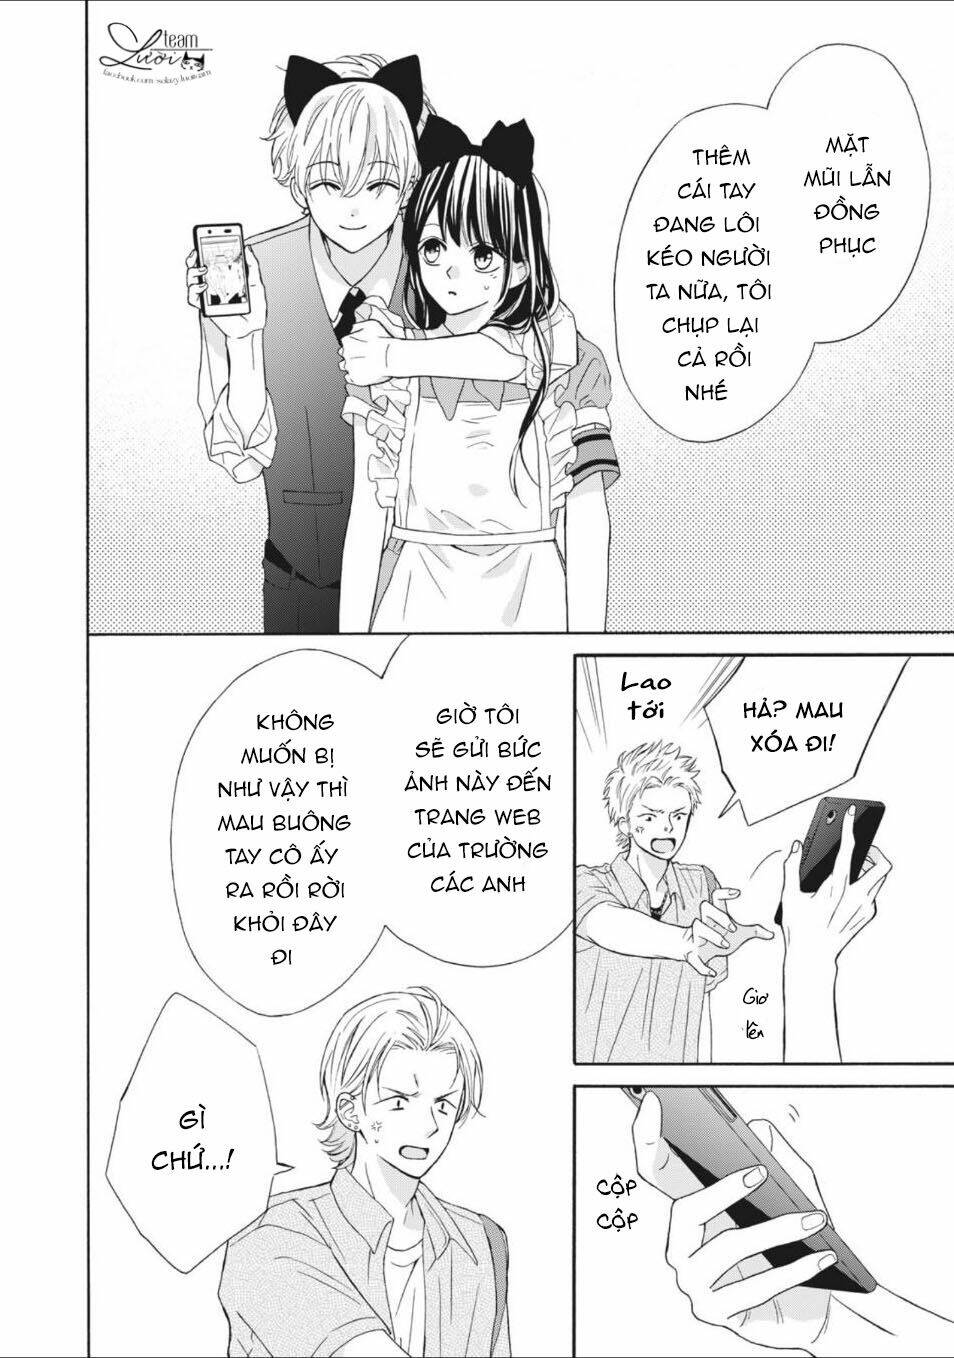 team
Lười
MẶT
MŨI LẪN
ĐỒNG
PHỤC
THÊM
CÁI TAY
ĐANG LÔI
KÉO NGƯỜI
TA NỮA, TÔI
CHỤP LẠI
CẢ RỒI
NHÉ
HẢ? MAU
XÓA ĐI!
Lao
tới
Giơ
lên
CỘP
CỘP
GIỜ TÔI
SẼ GỬI BỨC
ẢNH NÀY ĐẾN
TRANG WEB
CỦA TRƯỜNG
CÁC ANH
KHÔNG
MUỐN BỊ
NHƯ VẬY THÌ
MAU BUÔNG
TAY CÔ ẤY
RA RỒI RỜI
KHỎI ĐÂY
ĐI
GÌ
CHỨ...!